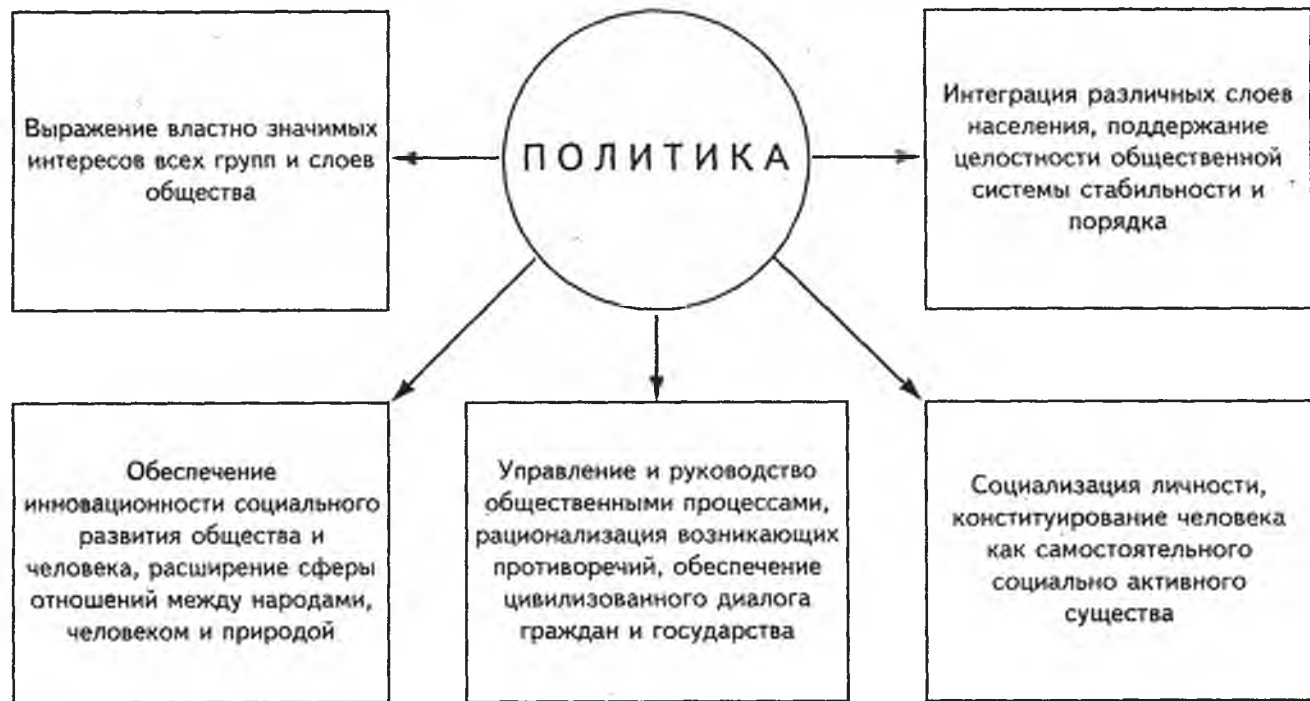 Выражение властно значимых
интересов всех групп и слоев
общества
ПОЛИТИКА
Интеграция различных слоев
населения, поддержание
целостности общественной
системы стабильности и
порядка
Обеспечение
инновационности социального
развития общества и
человека, расширение сферы
отношений между народами,
человеком и природой
Управление и руководство
общественными процессами,
рационализация возникающих
противоречий, обеспечение
цивилизованного диалога
граждан и государства
Социализация личности,
конституирование человека
как самостоятельного
социально активного
существа